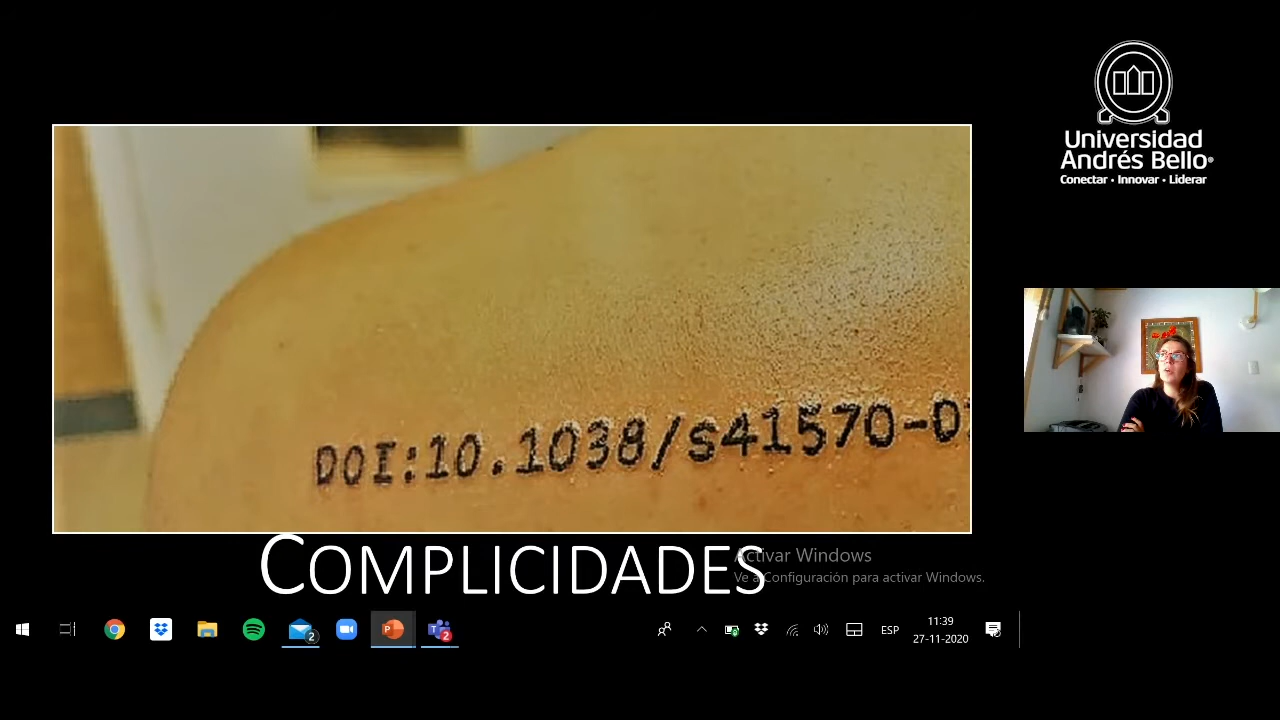 Universidad
Andrés Bello®
Conectar • Innovar • Liderar
DOI:10.1038/s41570-0
COMPLICIDADES
Activar Windows
Ve a Configuración para activar Windows.
2
2
ESP
11:39
27-11-2020